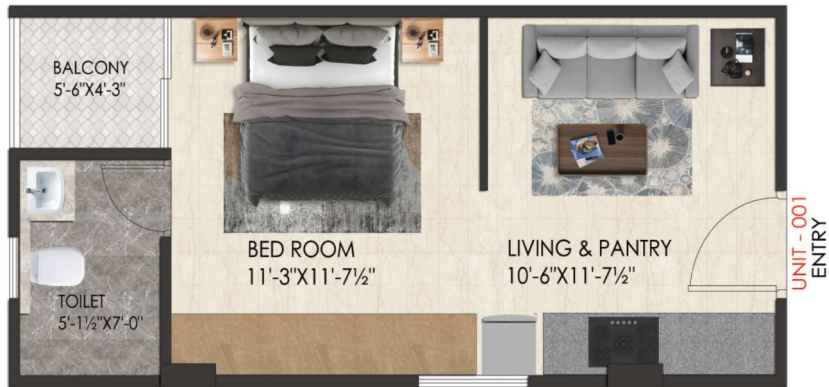 BALCONY
5'-6"X4'-3"
BED ROOM
11'-3"X11'-7½"
LIVING & PANTRY
10'-6"X11'-7½"
TOILET
5'-1½"X7'-0"
UNIT - 001
ENTRY